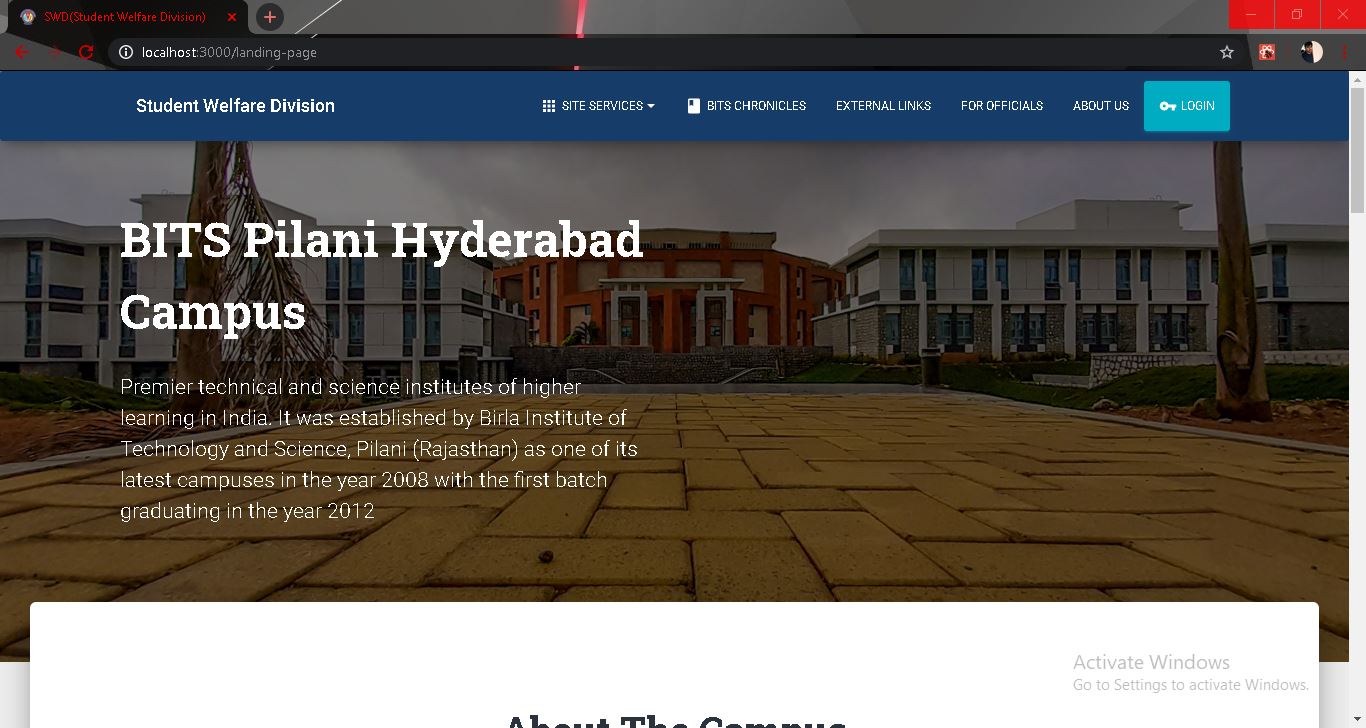 SWD(Student Welfare Division)
localhost:3000/landing-page
Student Welfare Division
SITE SERVICES
BITS CHRONICLES
EXTERNAL LINKS
FOR OFFICIALS
ABOUT US
LOGIN
BITS Pilani Hyderabad
Campus
Premier technical and science institutes of higher
learning in India. It was established by Birla Institute of
Technology and Science, Pilani (Rajasthan) as one of its
latest campuses in the year 2008 with the first batch
graduating in the year 2012
Activate Windows
Go to Settings to activate Windows.
About The Campus